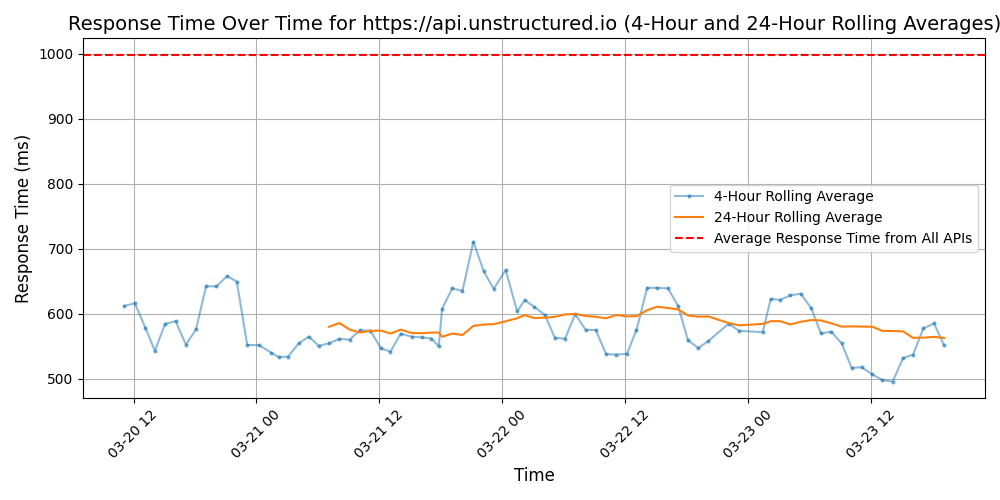 Response Time Over Time for https://api.unstructured.io (4-Hour and 24-Hour Rolling Averages)
Response Time (ms)
1000
900
800
700
600
500
4-Hour Rolling Average
24-Hour Rolling Average
Average Response Time from All APIs
03-20 12
03-21 00
03-21 12
03-22 00
03-22 12
03-23 00
03-23 12
Time